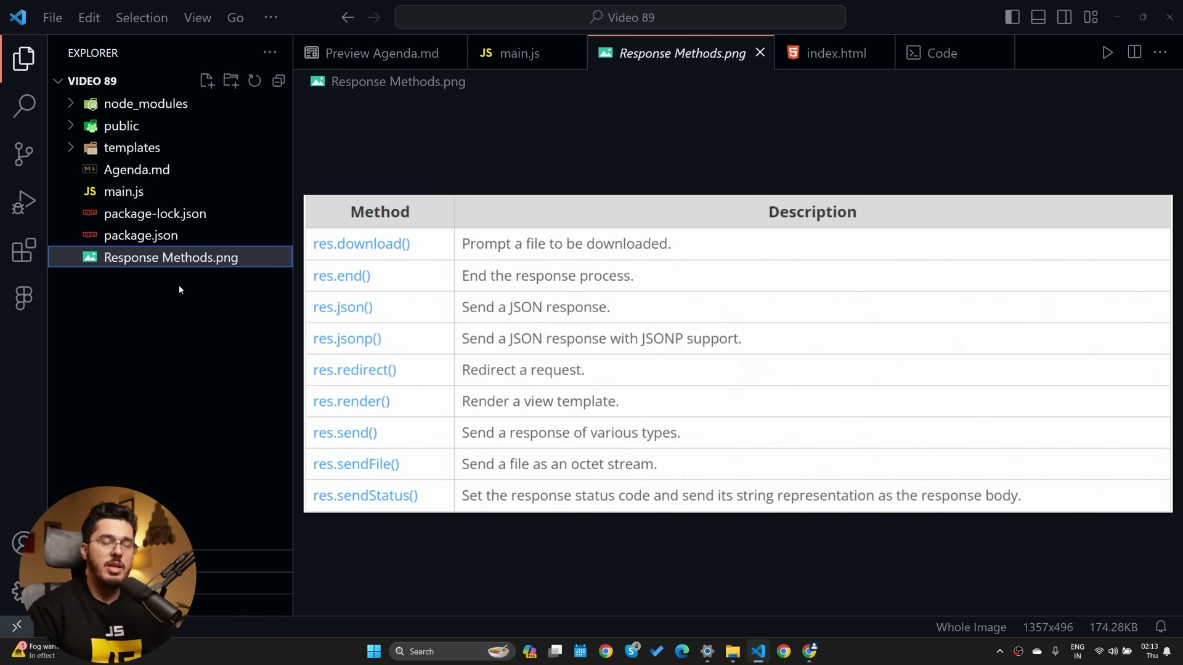 File Edit Selection View Go ··· Video 89
EXPLORER ···
VIDEO 89
node_modules
public
templates
Agenda.md
JS main.js
package-lock.json
package.json
Response Methods.png
Preview Agenda.md JS main.js Response Methods.png index.html Code ···
Response Methods.png
Method Description
res.download() Prompt a file to be downloaded.
res.end() End the response process.
res.json() Send a JSON response.
res.jsonp() Send a JSON response with JSONP support.
res.redirect() Redirect a request.
res.render() Render a view template.
res.send() Send a response of various types.
res.sendFile() Send a file as an octet stream.
res.sendStatus() Set the response status code and send its string representation as the response body.
JS
Whole Image 1357x496 174.28KB
Fog warn
In effect
Search
ENG
IN
02:13
Thu